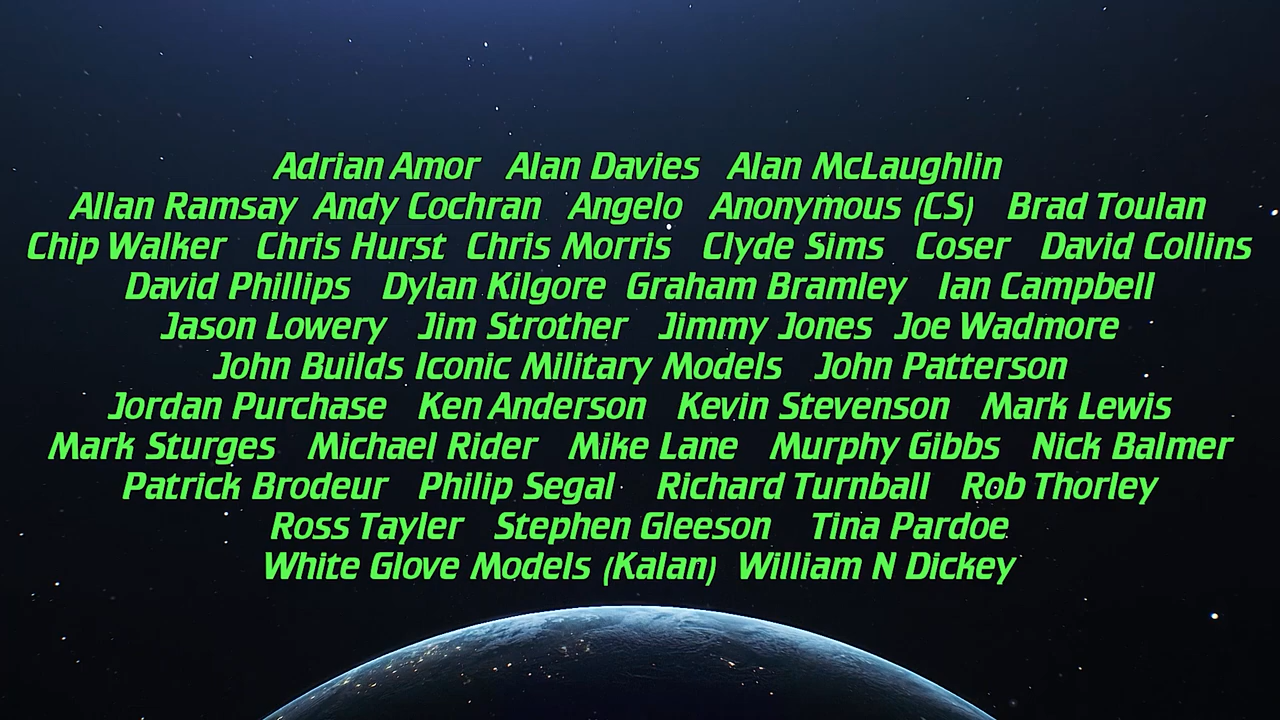 Adrian Amor Alan Davies Alan McLaughlin
Allan Ramsay Andy Cochran Angelo Anonymous (CS) Brad Toulan
Chip Walker Chris Hurst Chris Morris Clyde Sims Coser David Collins
David Phillips Dylan Kilgore Graham Bramley Ian Campbell
Jason Lowery Jim Strother Jimmy Jones Joe Wadmore
John Builds Iconic Military Models John Patterson
Jordan Purchase Ken Anderson Kevin Stevenson Mark Lewis
Mark Sturges Michael Rider Mike Lane Murphy Gibbs Nick Balmer
Patrick Brodeur Philip Segal Richard Turnball Rob Thorley
Ross Tayler Stephen Gleeson Tina Pardoe
White Glove Models (Kalan) William N Dickey